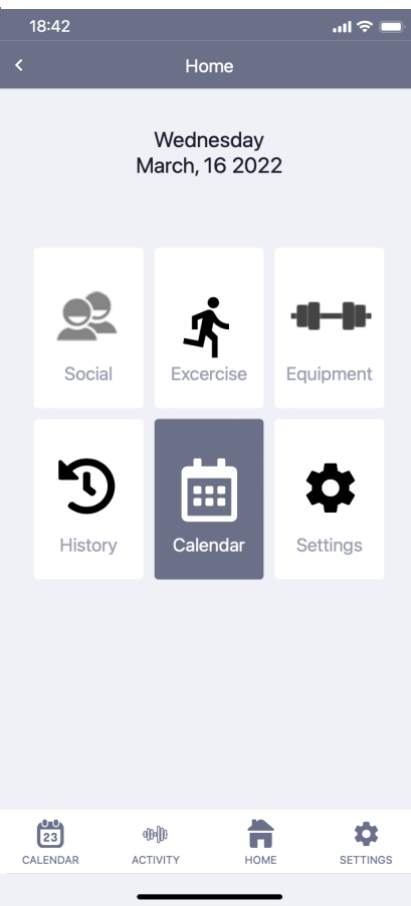 18:42
Home
Wednesday
March, 16 2022
Social
Excercise
Equipment
History
Calendar
Settings
23
CALENDAR
ACTIVITY
HOME
SETTINGS